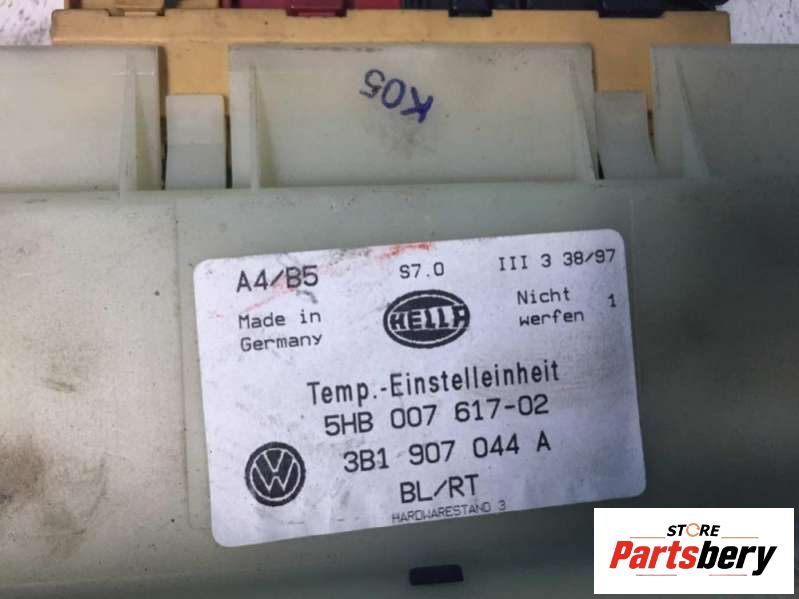 K05
A4/B5 S7.0 III 3 38/97
Made in Germany
HELLA
Nicht werfen 1
Temp.-Einstelleinheit
5HB 007 617-02
3B1 907 044 A
BL/RT
HARDWARESTAND 3
STORE
Partsbery